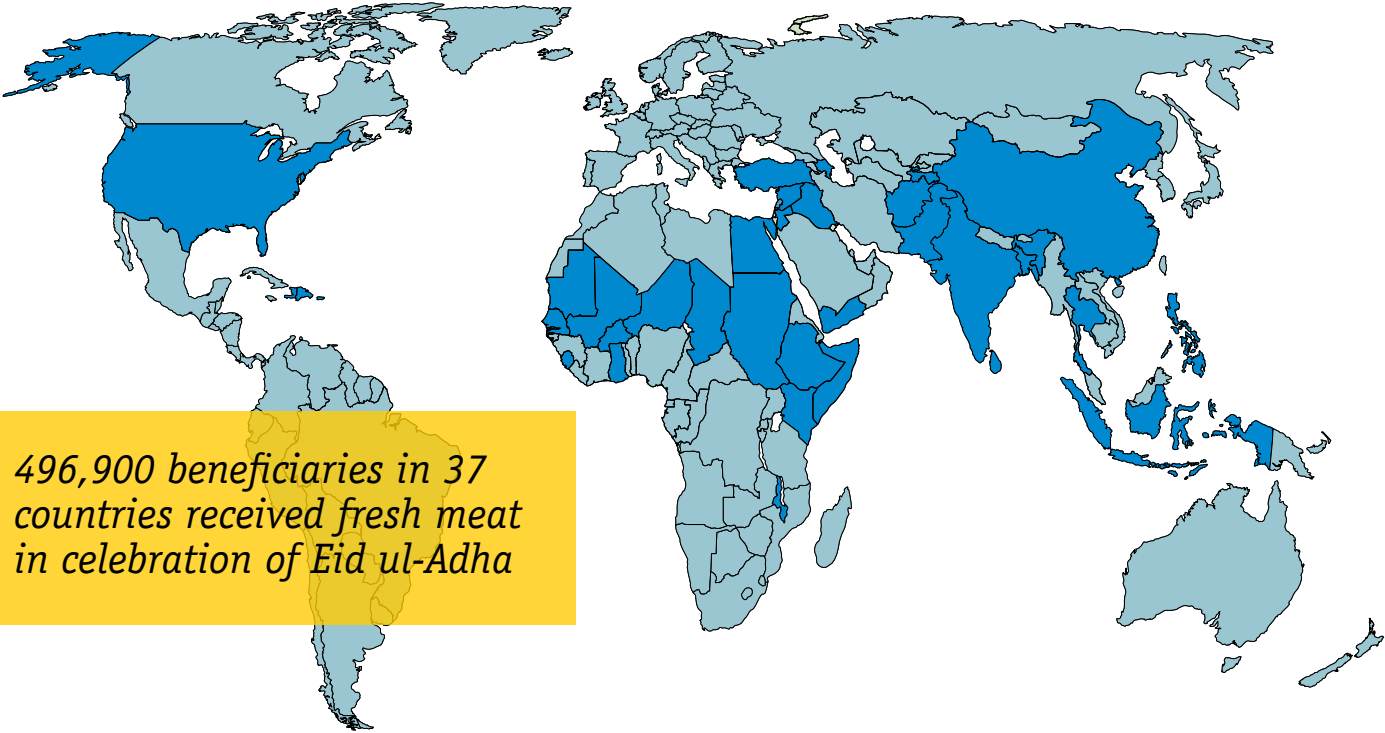 496,900 beneficiaries in 37
countries received fresh meat
in celebration of Eid ul-Adha